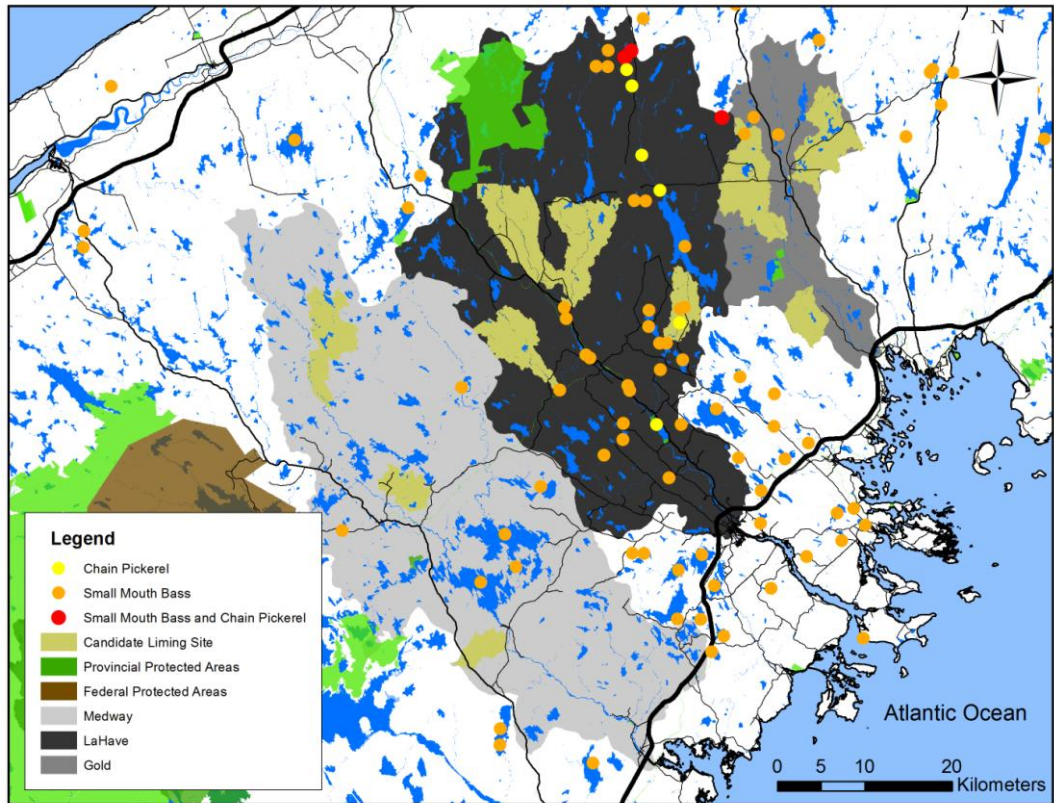 N
Legend
Chain Pickerel
Small Mouth Bass
Small Mouth Bass and Chain Pickerel
Candidate Liming Site
Provincial Protected Areas
Federal Protected Areas
Medway
LaHave
Gold
Atlantic Ocean
0 5 10 20
Kilometers